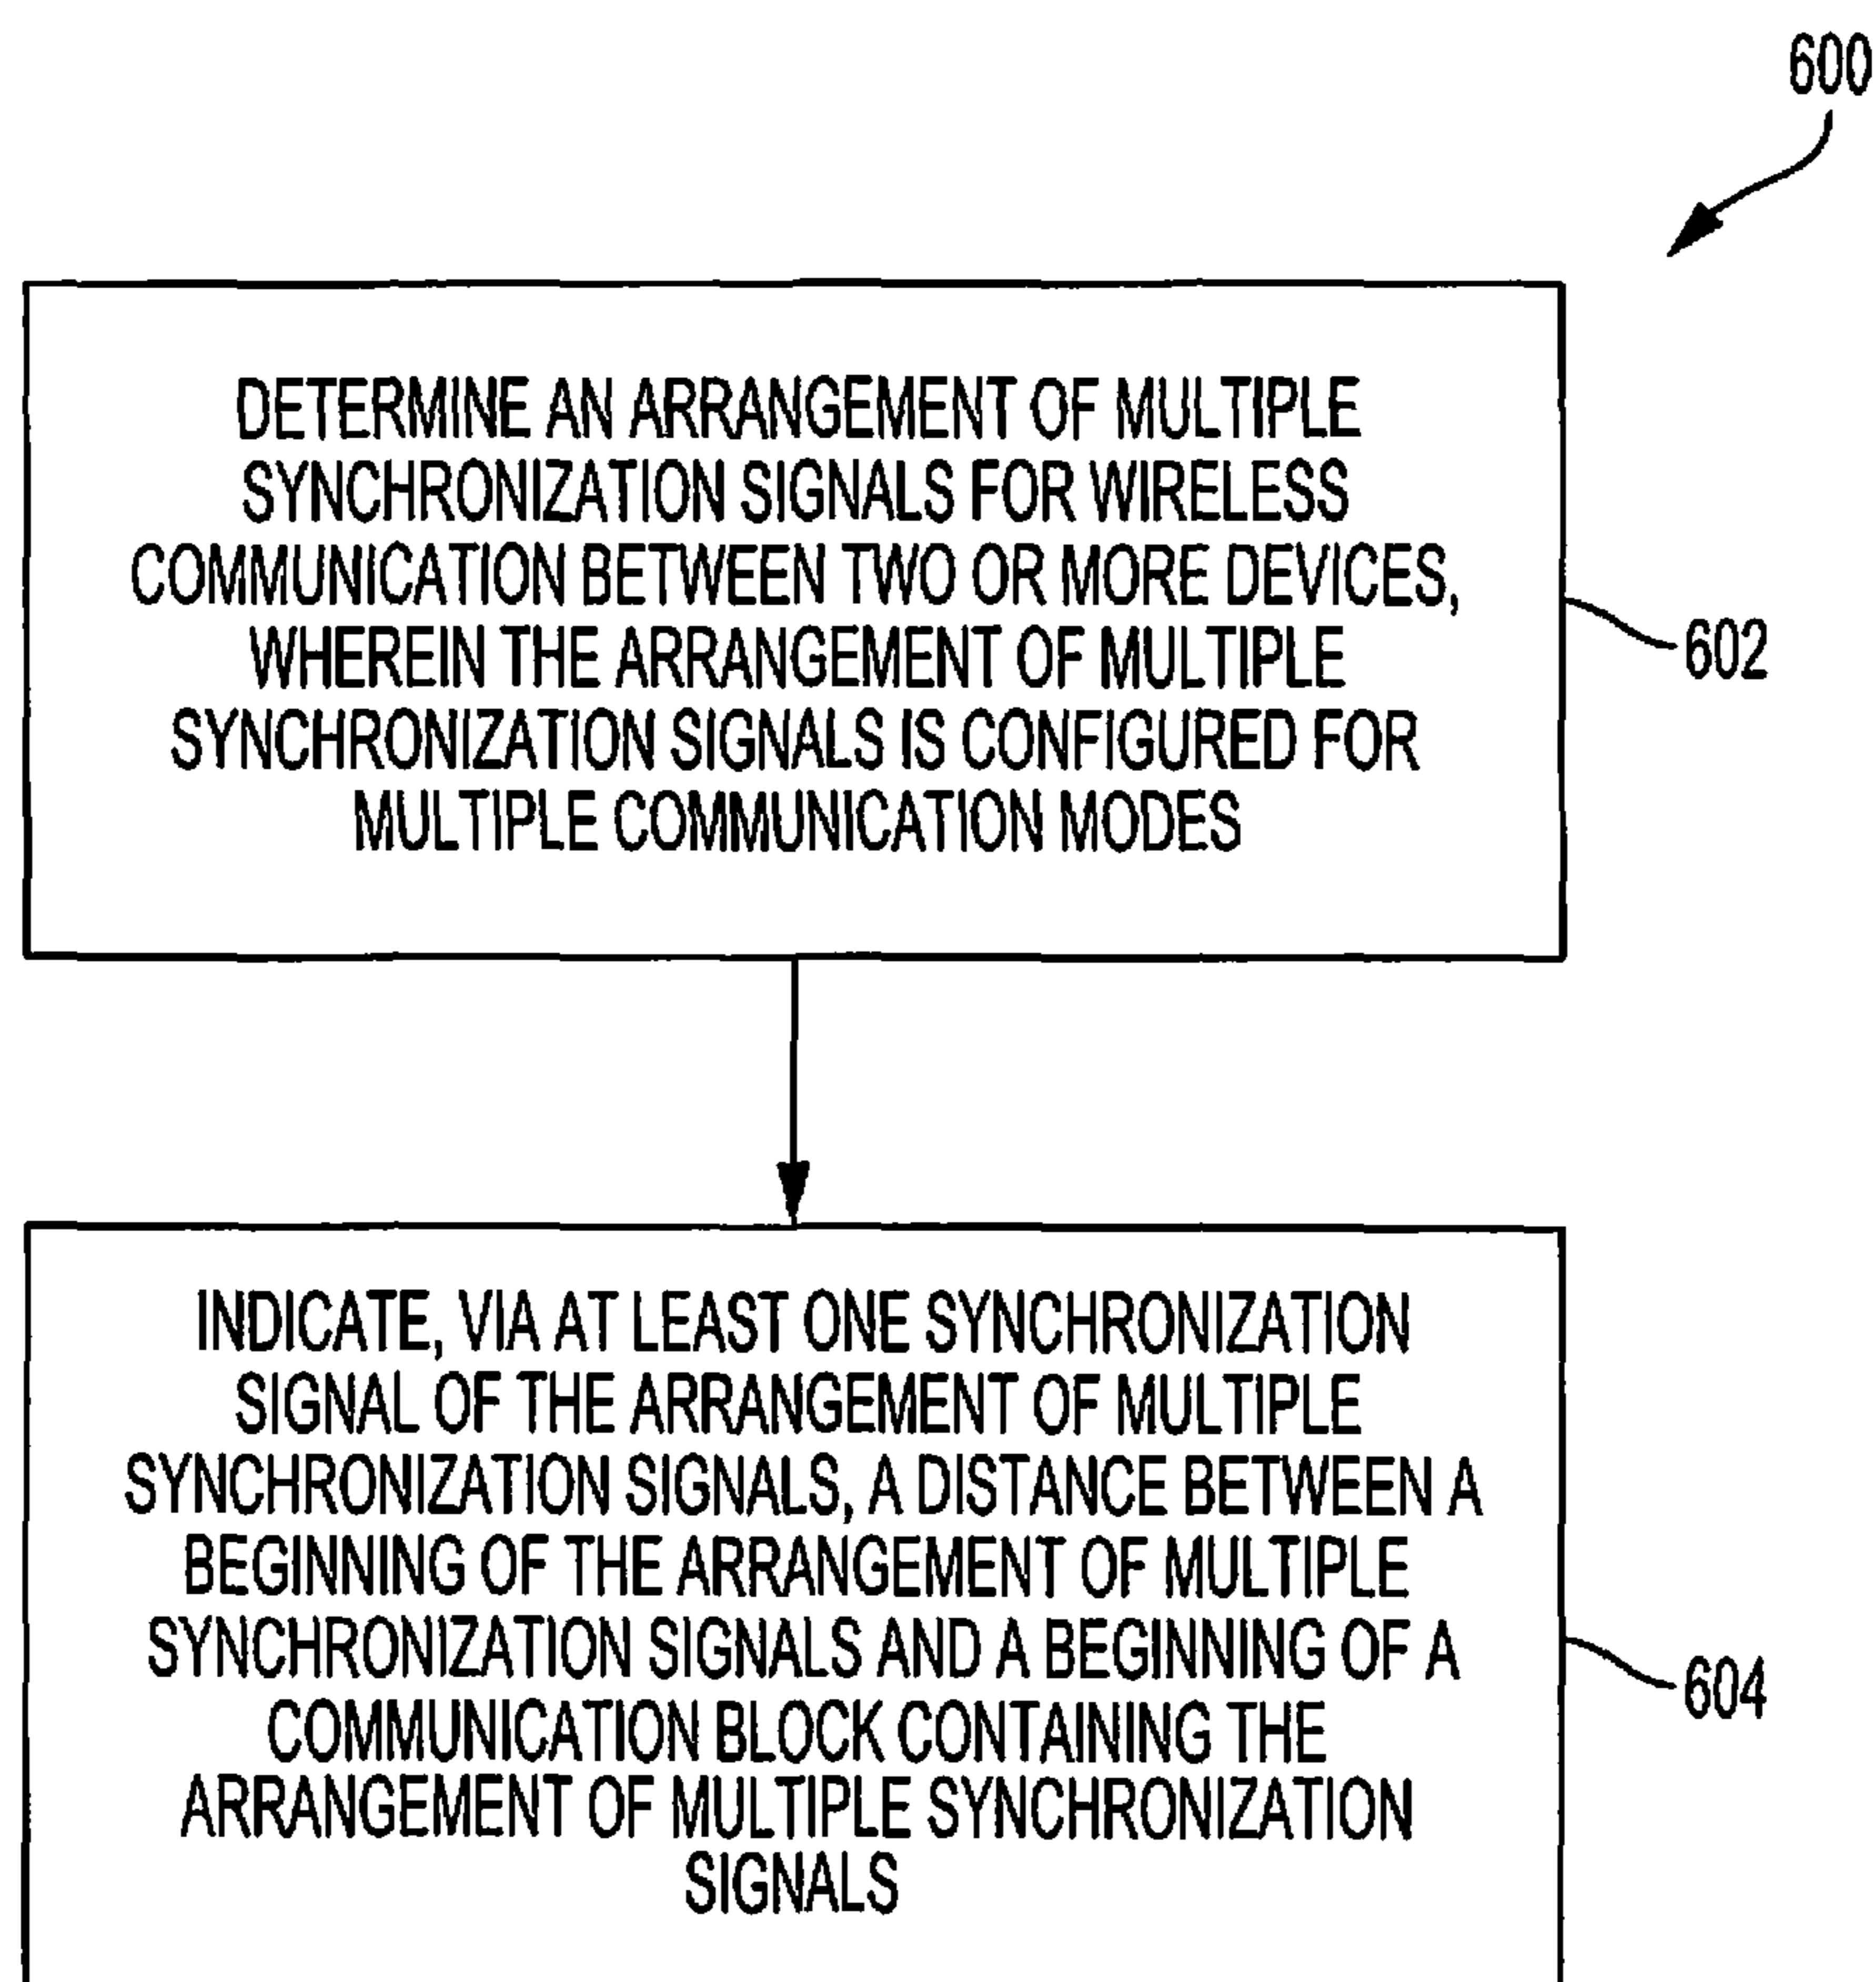 600
DETERMINE AN ARRANGEMENT OF MULTIPLE
SYNCHRONIZATION SIGNALS FOR WIRELESS
COMMUNICATION BETWEEN TWO OR MORE DEVICES,
WHEREIN THE ARRANGEMENT OF MULTIPLE
SYNCHRONIZATION SIGNALS IS CONFIGURED FOR
MULTIPLE COMMUNICATION MODES
602
INDICATE, VIA AT LEAST ONE SYNCHRONIZATION
SIGNAL OF THE ARRANGEMENT OF MULTIPLE
SYNCHRONIZATION SIGNALS, A DISTANCE BETWEEN A
BEGINNING OF THE ARRANGEMENT OF MULTIPLE
SYNCHRONIZATION SIGNALS AND A BEGINNING OF A
COMMUNICATION BLOCK CONTAINING THE
ARRANGEMENT OF MULTIPLE SYNCHRONIZATION
SIGNALS
604